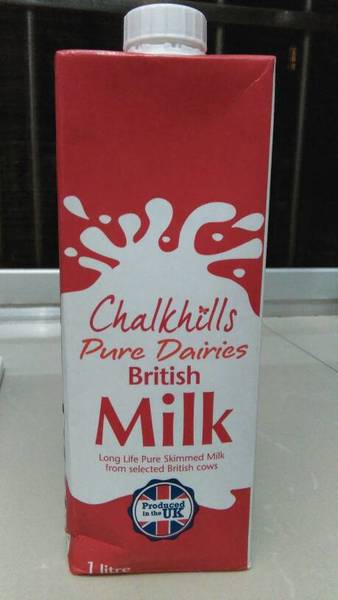 Chalkhills
Pure Dairies
British
Milk
Long Life Pure Skimmed Milk
from selected British cows
Produced
in the UK
1 litre